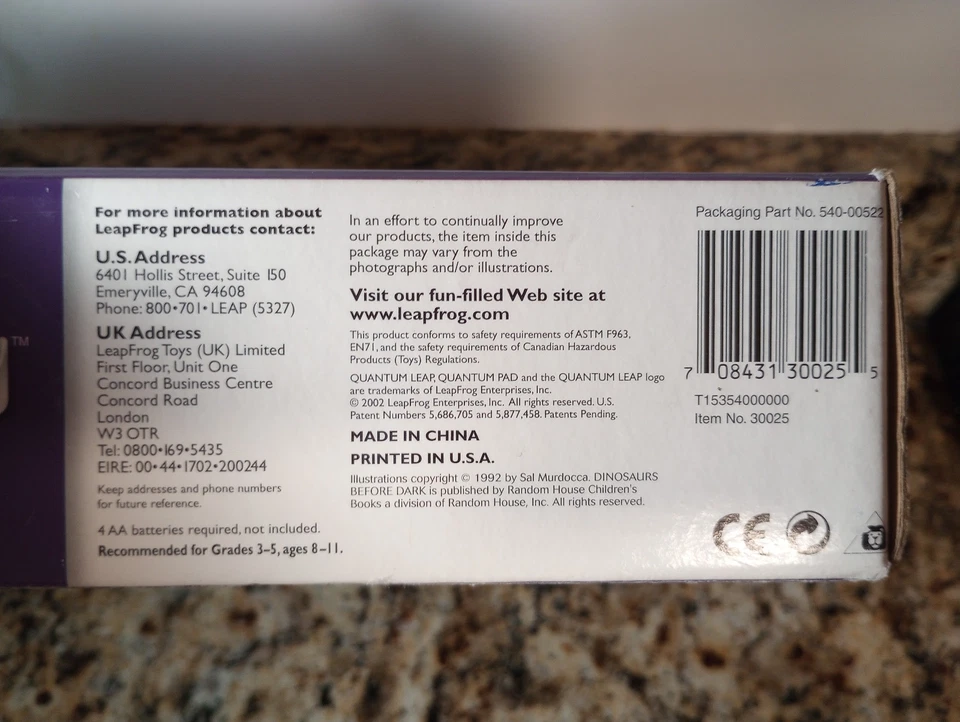 TM
For more information about
LeapFrog products contact:
U.S. Address
6401 Hollis Street, Suite 150
Emeryville, CA 94608
Phone: 800•701•LEAP (5327)
UK Address
LeapFrog Toys (UK) Limited
First Floor, Unit One
Concord Business Centre
Concord Road
London
W3 OTR
Tel: 0800•169•5435
EIRE: 00•44•1702•200244
Keep addresses and phone numbers
for future reference.
4 AA batteries required, not included.
Recommended for Grades 3–5, ages 8–11.
In an effort to continually improve
our products, the item inside this
package may vary from the
photographs and/or illustrations.
Visit our fun-filled Web site at
www.leapfrog.com
This product conforms to safety requirements of ASTM F963,
EN71, and the safety requirements of Canadian Hazardous
Products (Toys) Regulations.
QUANTUM LEAP, QUANTUM PAD and the QUANTUM LEAP logo
are trademarks of LeapFrog Enterprises, Inc.
© 2002 LeapFrog Enterprises, Inc. All rights reserved. U.S.
Patent Numbers 5,686,705 and 5,877,458. Patents Pending.
MADE IN CHINA
PRINTED IN U.S.A.
Illustrations copyright © 1992 by Sal Murdocca. DINOSAURS
BEFORE DARK is published by Random House Children's
Books a division of Random House, Inc. All rights reserved.
Packaging Part No. 540-00522
7 08431 30025 5
T15354000000
Item No. 30025
CE